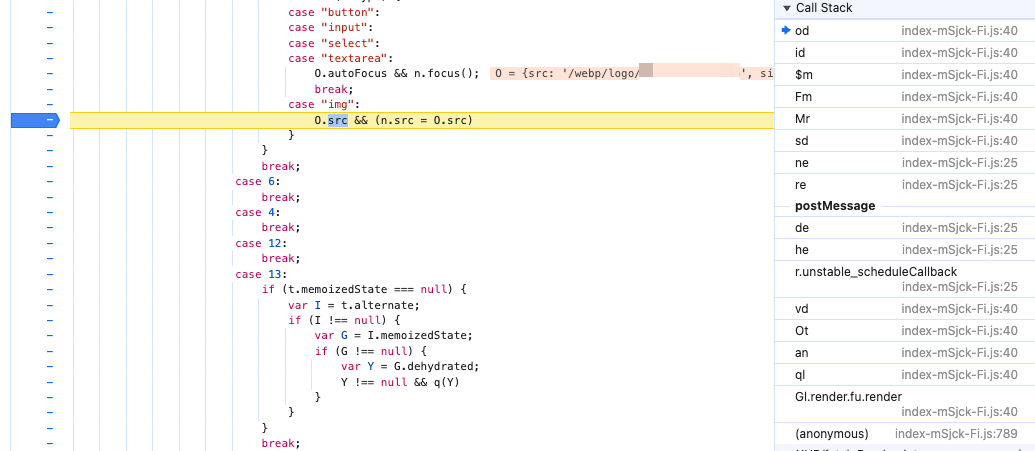 case "button":
case "input":
case "select":
case "textarea":
O.autoFocus && n.focus(); O = {src: '/webp/logo/ ', si
break;
case "img":
O.src && (n.src = O.src)
}
}
break;
case 6:
break;
case 4:
break;
case 12:
break;
case 13:
if (t.memoizedState === null) {
var I = t.alternate;
if (I !== null) {
var G = I.memoizedState;
if (G !== null) {
var Y = G.dehydrated;
Y !== null && q(Y)
}
}
}
break;
Call Stack
od index-mSjck-Fi.js:40
id index-mSjck-Fi.js:40
$m index-mSjck-Fi.js:40
Fm index-mSjck-Fi.js:40
Mr index-mSjck-Fi.js:40
sd index-mSjck-Fi.js:40
ne index-mSjck-Fi.js:25
re index-mSjck-Fi.js:25
postMessage
de index-mSjck-Fi.js:25
he index-mSjck-Fi.js:25
r.unstable_scheduleCallback
index-mSjck-Fi.js:25
vd index-mSjck-Fi.js:40
Ot index-mSjck-Fi.js:40
an index-mSjck-Fi.js:40
ql index-mSjck-Fi.js:40
Gl.render.fu.render
index-mSjck-Fi.js:40
(anonymous) index-mSjck-Fi.js:789